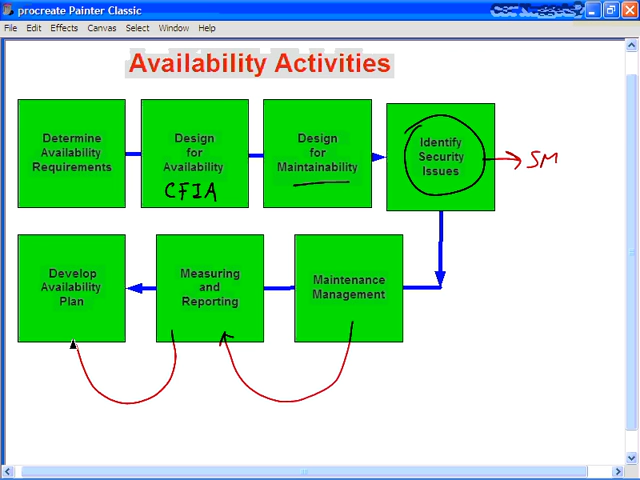 procreate Painter Classic
File Edit Effects Canvas Select Window Help
Availability Activities
Determine
Availability
Requirements
Design
for
Availability
CFIA
Design
for
Maintainability
Identify
Security
Issues
SM
Develop
Availability
Plan
Measuring
and
Reporting
Maintenance
Management